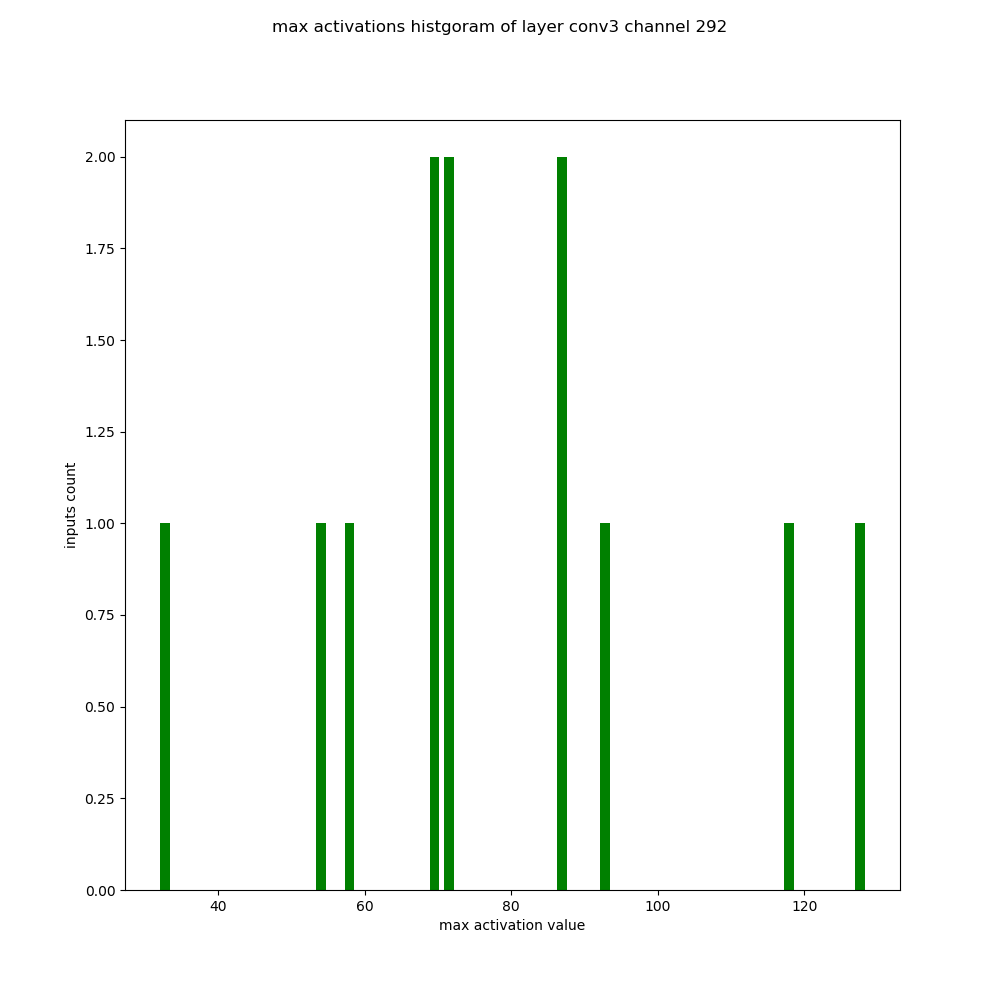 max activations histgoram of layer conv3 channel 292
2.00
1.75
1.50
1.25
1.00
0.75
0.50
0.25
0.00
inputs count
40 60 80 100 120
max activation value